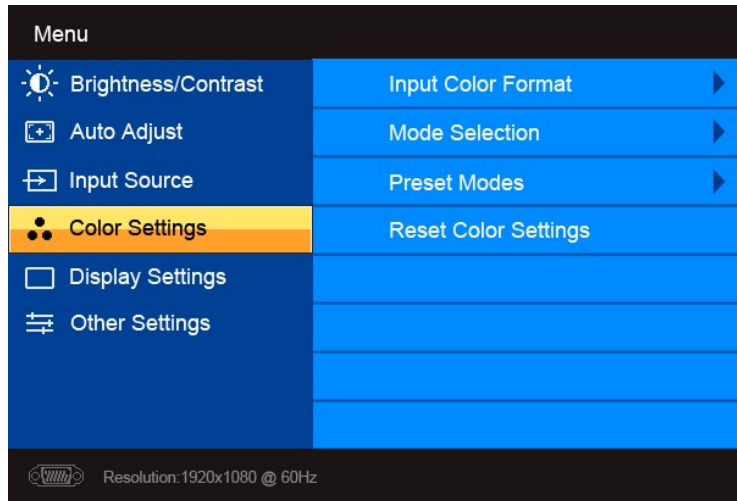 Menu
Brightness/Contrast
Auto Adjust
Input Source
Color Settings
Display Settings
Other Settings
Input Color Format
Mode Selection
Preset Modes
Reset Color Settings
Resolution:1920x1080 @ 60Hz